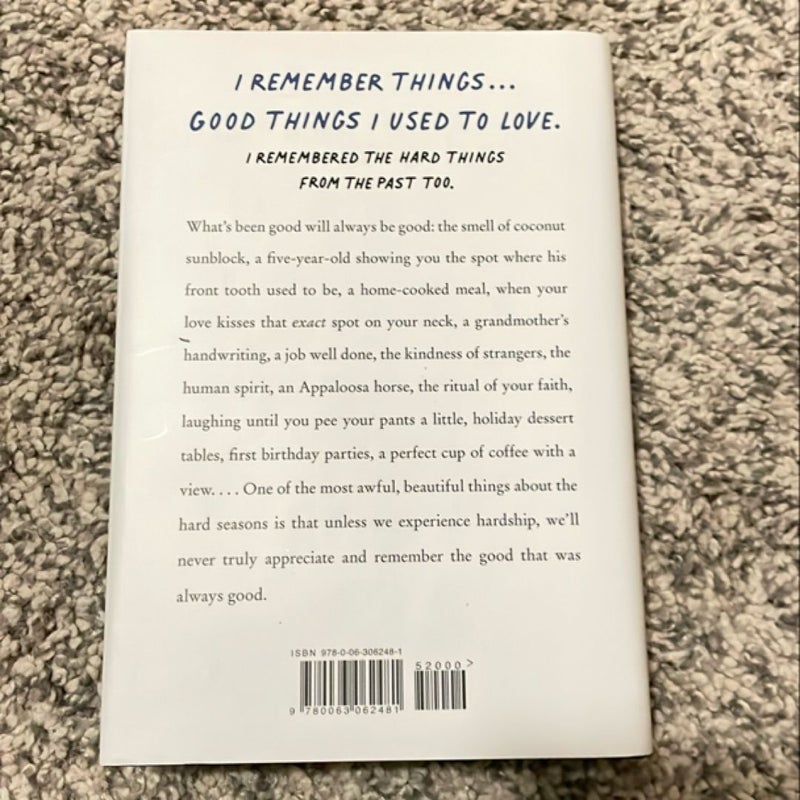 I REMEMBER THINGS...
GOOD THINGS I USED TO LOVE.
I REMEMBERED THE HARD THINGS
FROM THE PAST TOO.
What's been good will always be good: the smell of coconut
sunblock, a five-year-old showing you the spot where his
front tooth used to be, a home-cooked meal, when your
love kisses that exact spot on your neck, a grandmother's
handwriting, a job well done, the kindness of strangers, the
human spirit, an Appaloosa horse, the ritual of your faith,
laughing until you pee your pants a little, holiday dessert
tables, first birthday parties, a perfect cup of coffee with a
view. . . . One of the most awful, beautiful things about the
hard seasons is that unless we experience hardship, we'll
never truly appreciate and remember the good that was
always good.
ISBN 978-0-06-306248-1
52000>
9 780063 062481